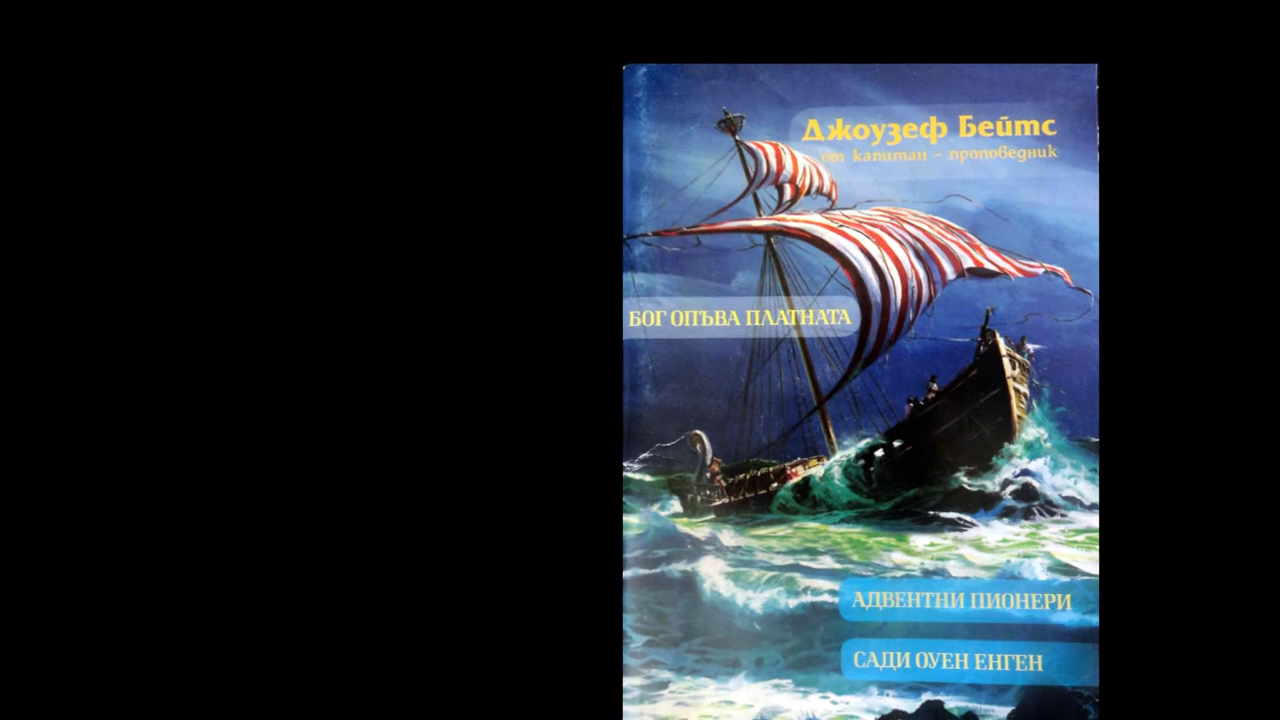 Джоузеф Бейтс
от капитан - проповедник
БОГ ОПЪВА ПЛАТНАТА
АДВЕНТНИ ПИОНЕРИ
САДИ ОУЕН ЕНГЕН